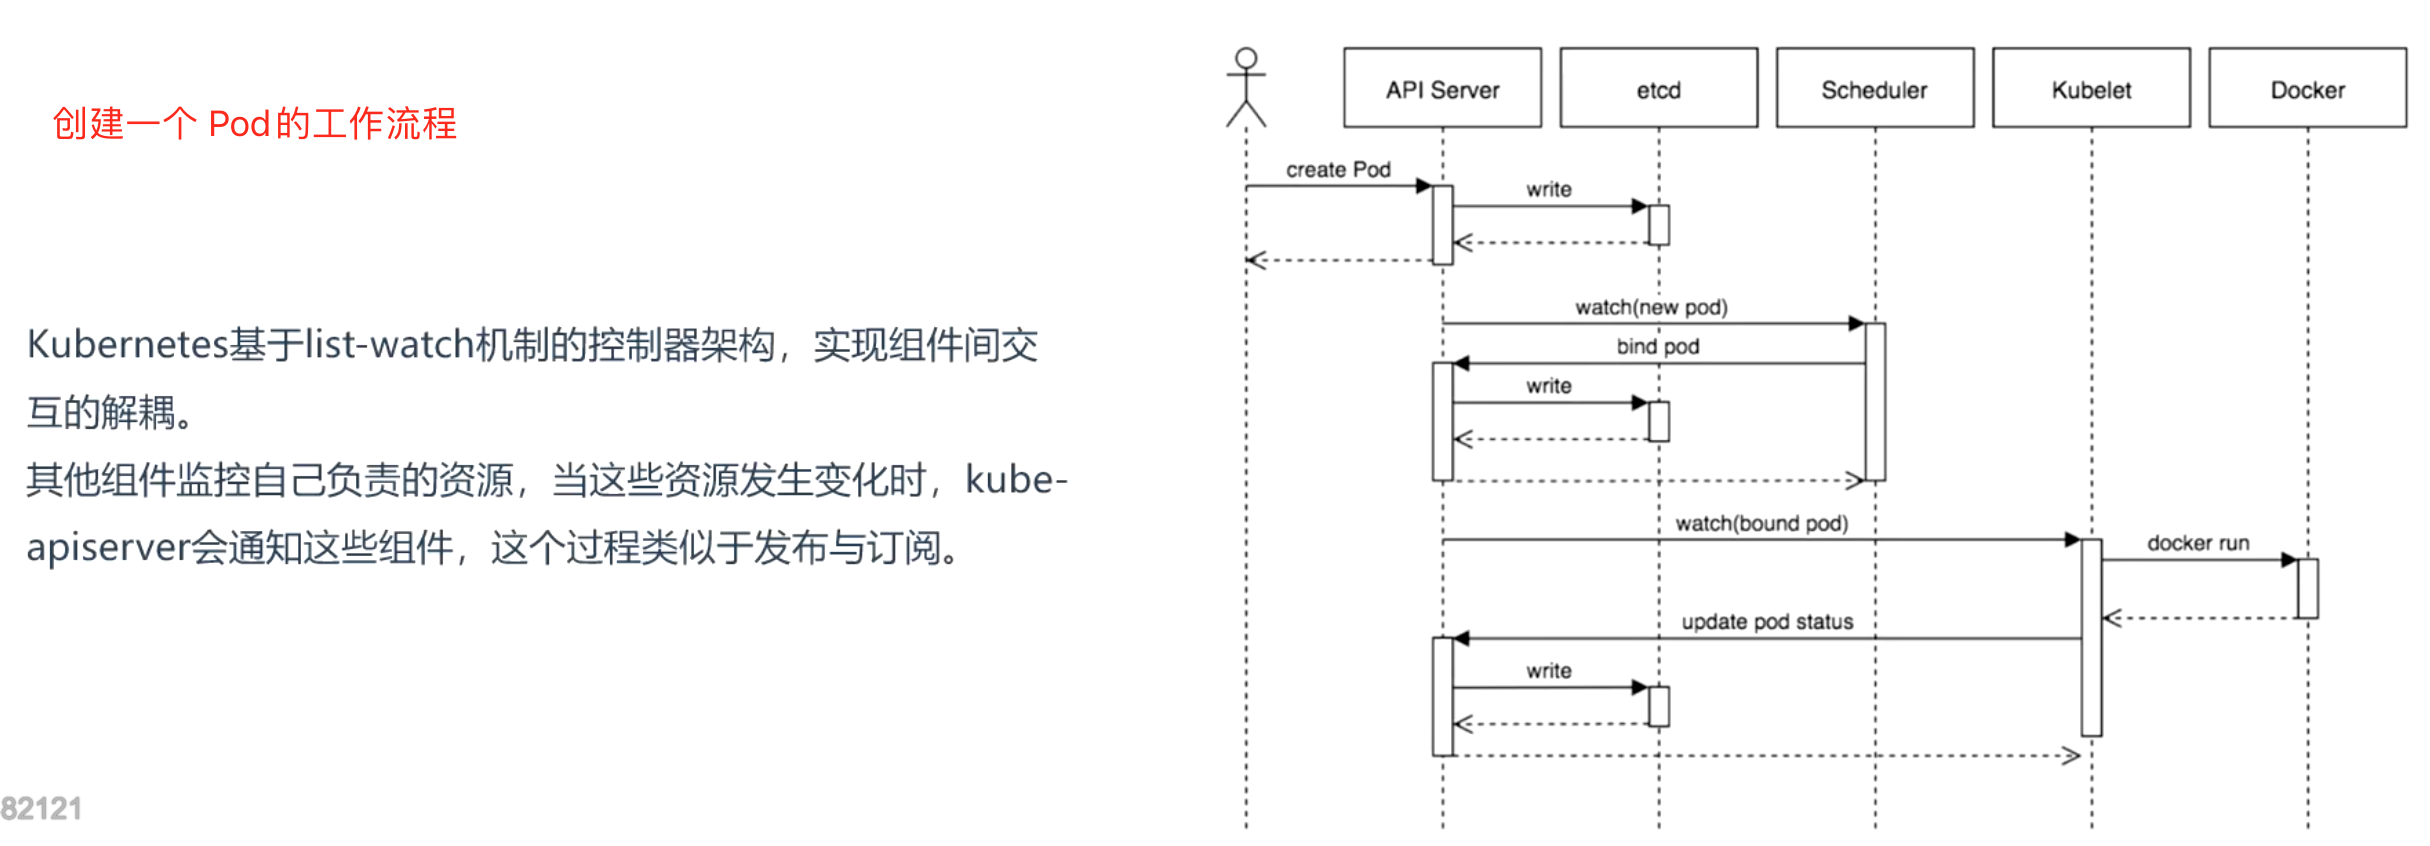 创建一个 Pod的工作流程
Kubernetes基于list-watch机制的控制器架构，实现组件间交
互的解耦。
其他组件监控自己负责的资源，当这些资源发生变化时，kube-
apiserver会通知这些组件，这个过程类似于发布与订阅。
82121
API Server
etcd
Scheduler
Kubelet
Docker
create Pod
write
watch(new pod)
bind pod
write
watch(bound pod)
docker run
update pod status
write